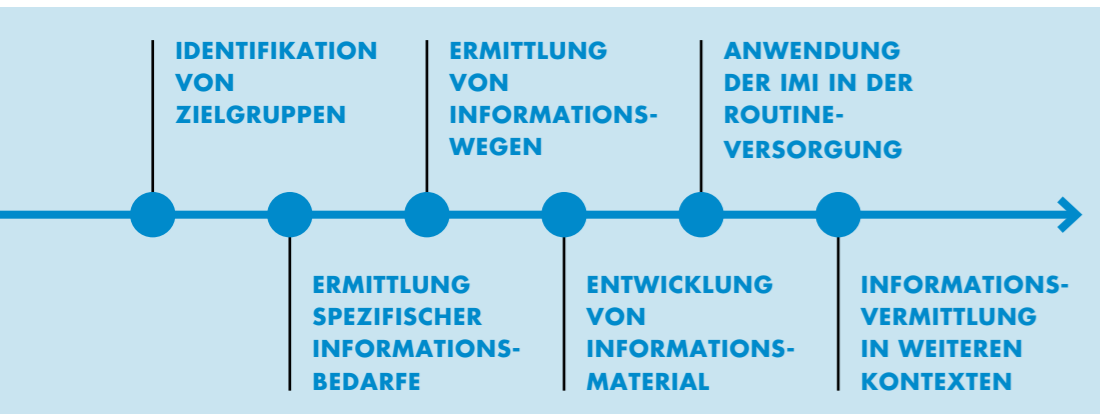 IDENTIFIKATION
VON
ZIELGRUPPEN
ERMITTLUNG
SPEZIFISCHER
INFORMATIONS-
BEDARFE
ERMITTLUNG
VON
INFORMATIONS-
WEGEN
ENTWICKLUNG
VON
INFORMATIONS-
MATERIAL
ANWENDUNG
DER IMI IN DER
ROUTINE-
VERSORGUNG
INFORMATIONS-
VERMITTLUNG
IN WEITEREN
KONTEXTEN